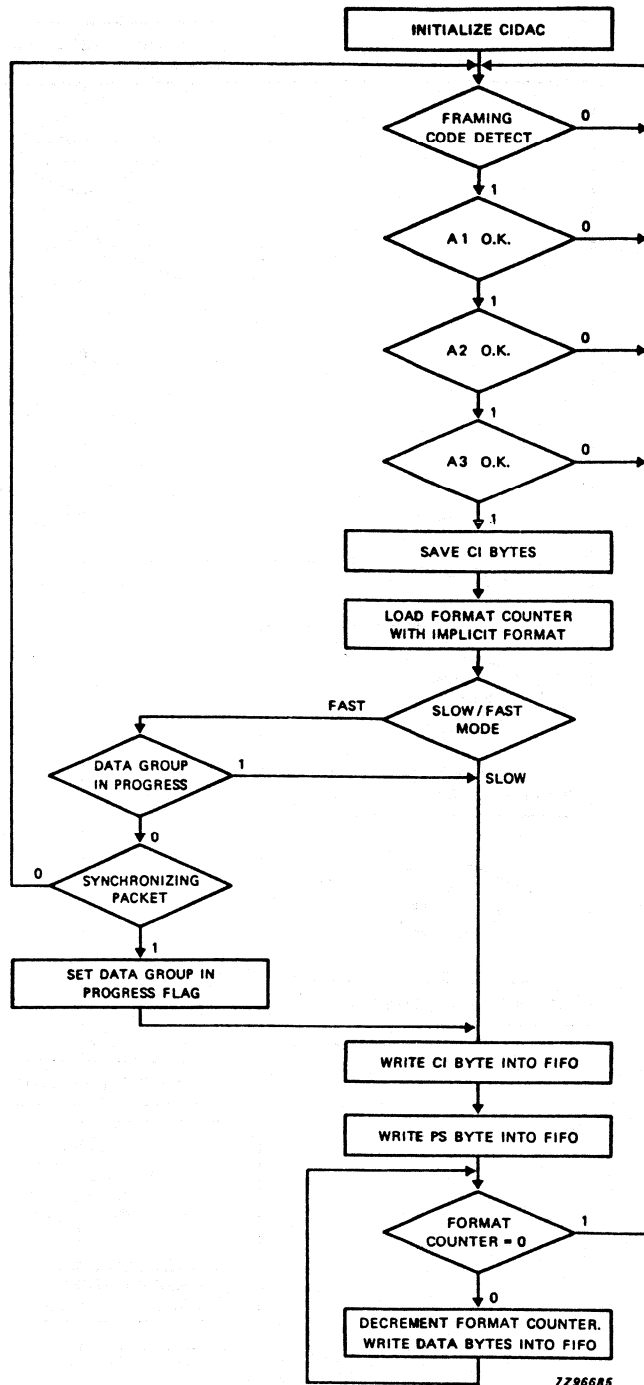 INITIALIZE CIDAC
FRAMING
CODE DETECT
0
1
A1 O.K.
0
1
A2 O.K.
0
1
A3 O.K.
0
1
SAVE CI BYTES
LOAD FORMAT COUNTER
WITH IMPLICIT FORMAT
SLOW/FAST
MODE
FAST
SLOW
DATA GROUP
IN PROGRESS
1
0
SYNCHRONIZING
PACKET
0
1
SET DATA GROUP IN
PROGRESS FLAG
WRITE CI BYTE INTO FIFO
WRITE PS BYTE INTO FIFO
FORMAT
COUNTER = 0
1
0
DECREMENT FORMAT COUNTER.
WRITE DATA BYTES INTO FIFO
7Z96685